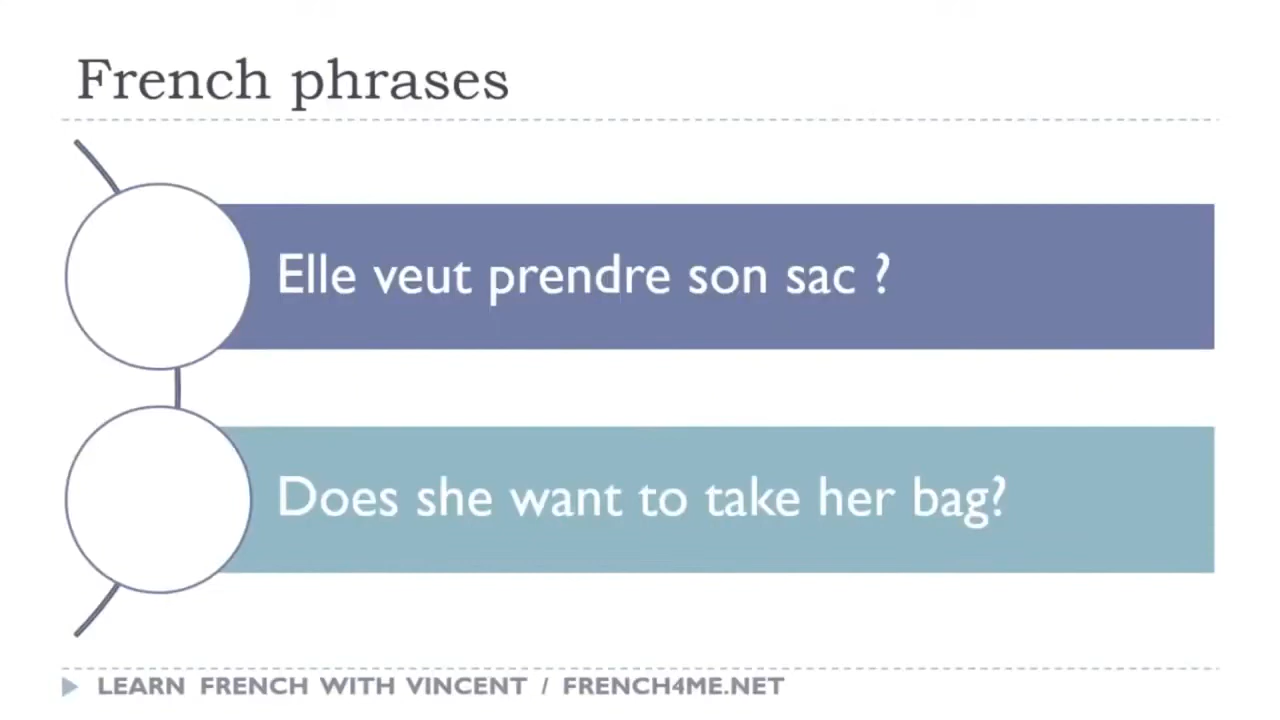 French phrases
Elle veut prendre son sac ?
Does she want to take her bag?
LEARN FRENCH WITH VINCENT / FRENCH4ME.NET